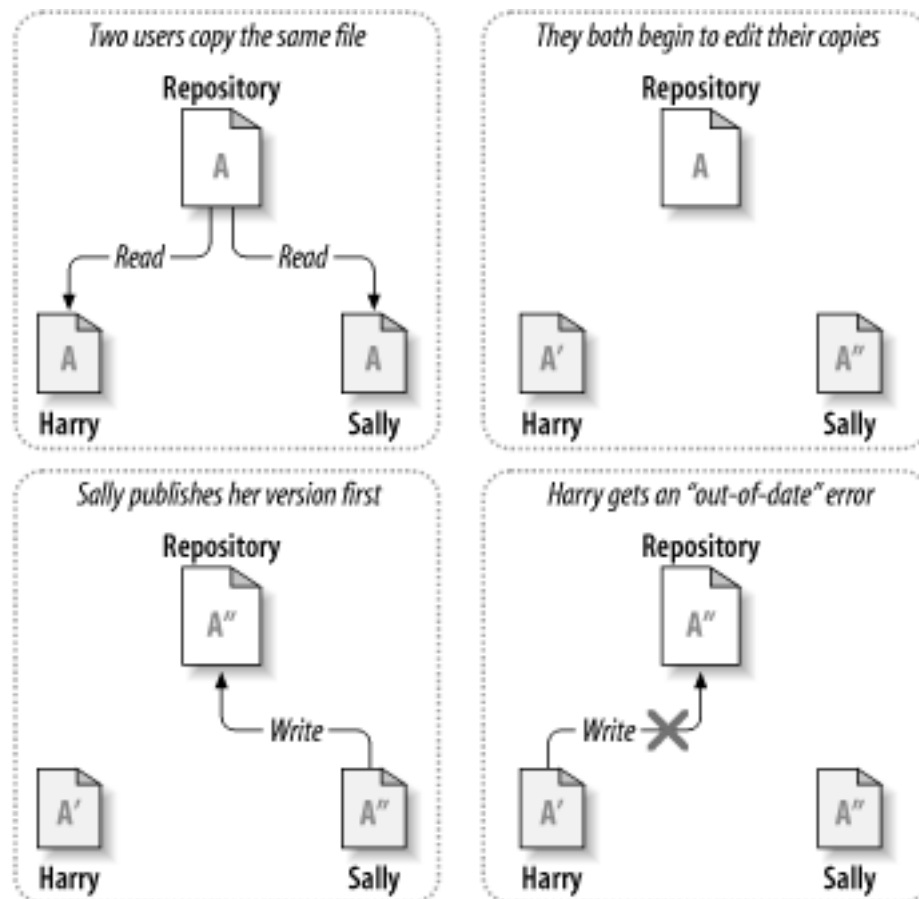 Two users copy the same file
Repository
A
Read Read
A A
Harry Sally
They both begin to edit their copies
Repository
A
A' A"
Harry Sally
Sally publishes her version first
Repository
A"
Write
A' A"
Harry Sally
Harry gets an “out-of-date” error
Repository
A"
Write
A' A"
Harry Sally